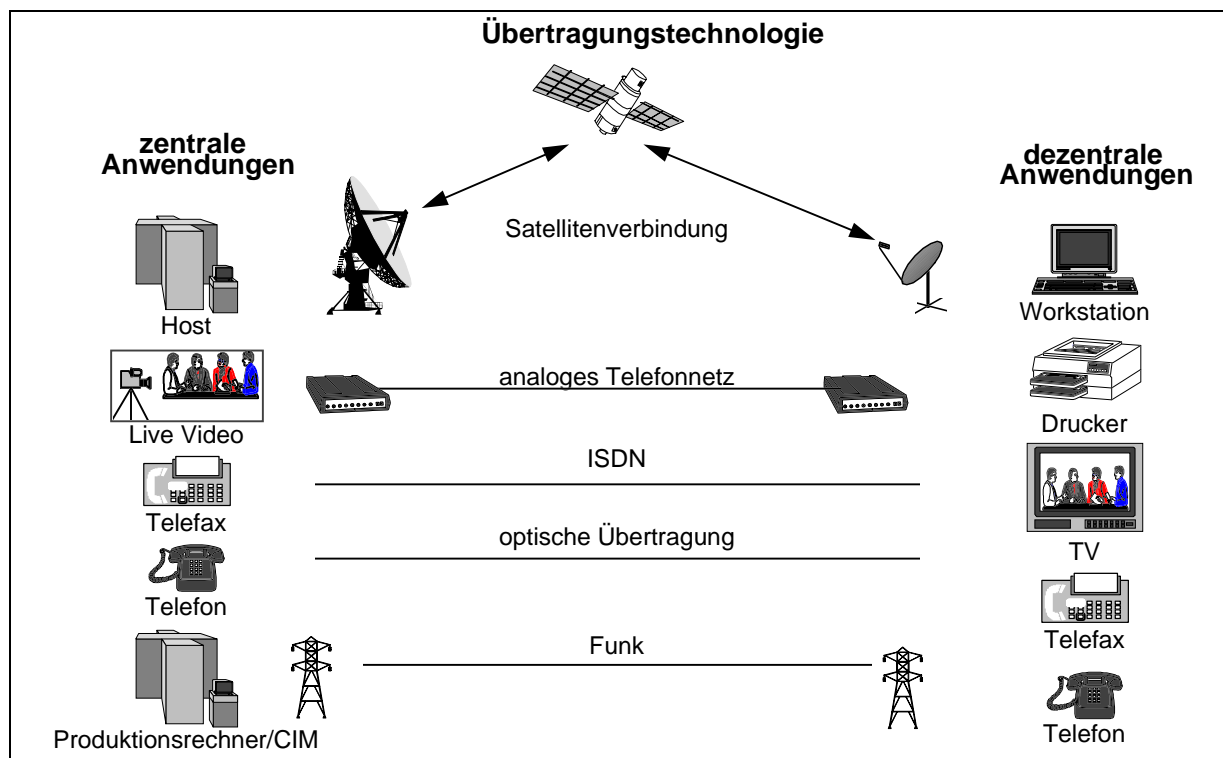 Übertragungstechnologie
zentrale
Anwendungen
dezentrale
Anwendungen
Satellitenverbindung
Host
Workstation
analoges Telefonnetz
Live Video
Drucker
ISDN
Telefax
optische Übertragung
TV
Telefon
Telefax
Funk
Produktionsrechner/CIM
Telefon